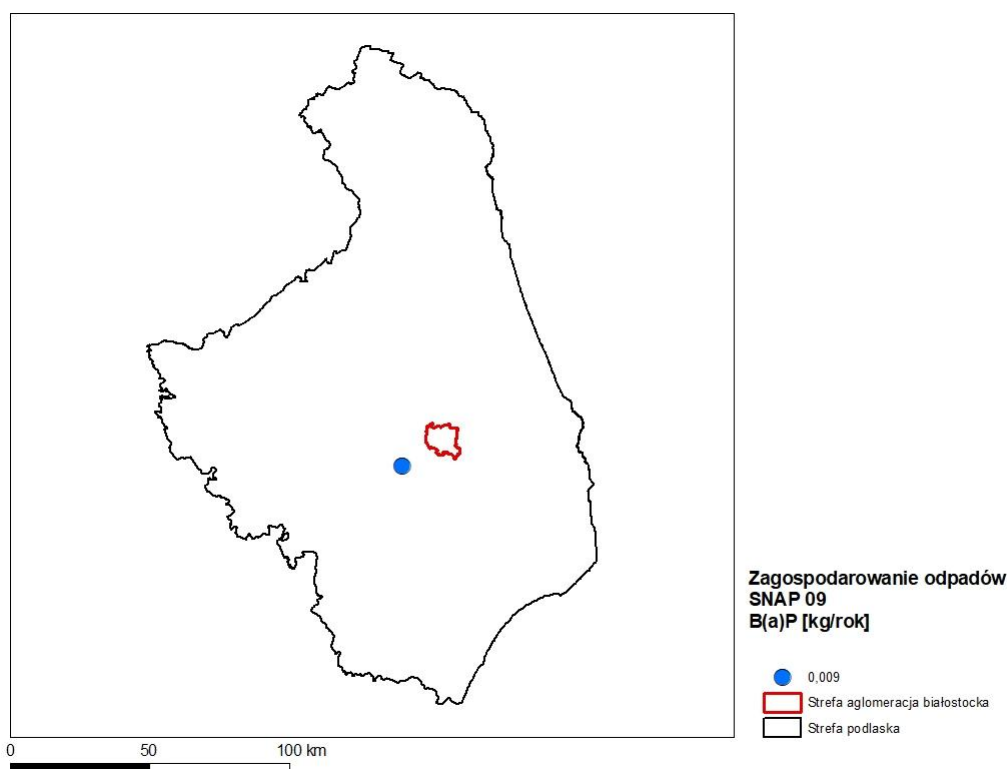 Zagospodarowanie odpadów
SNAP 09
B(a)P [kg/rok]
0,009
Strefa aglomeracja białostocka
Strefa podlaska
0 50 100 km